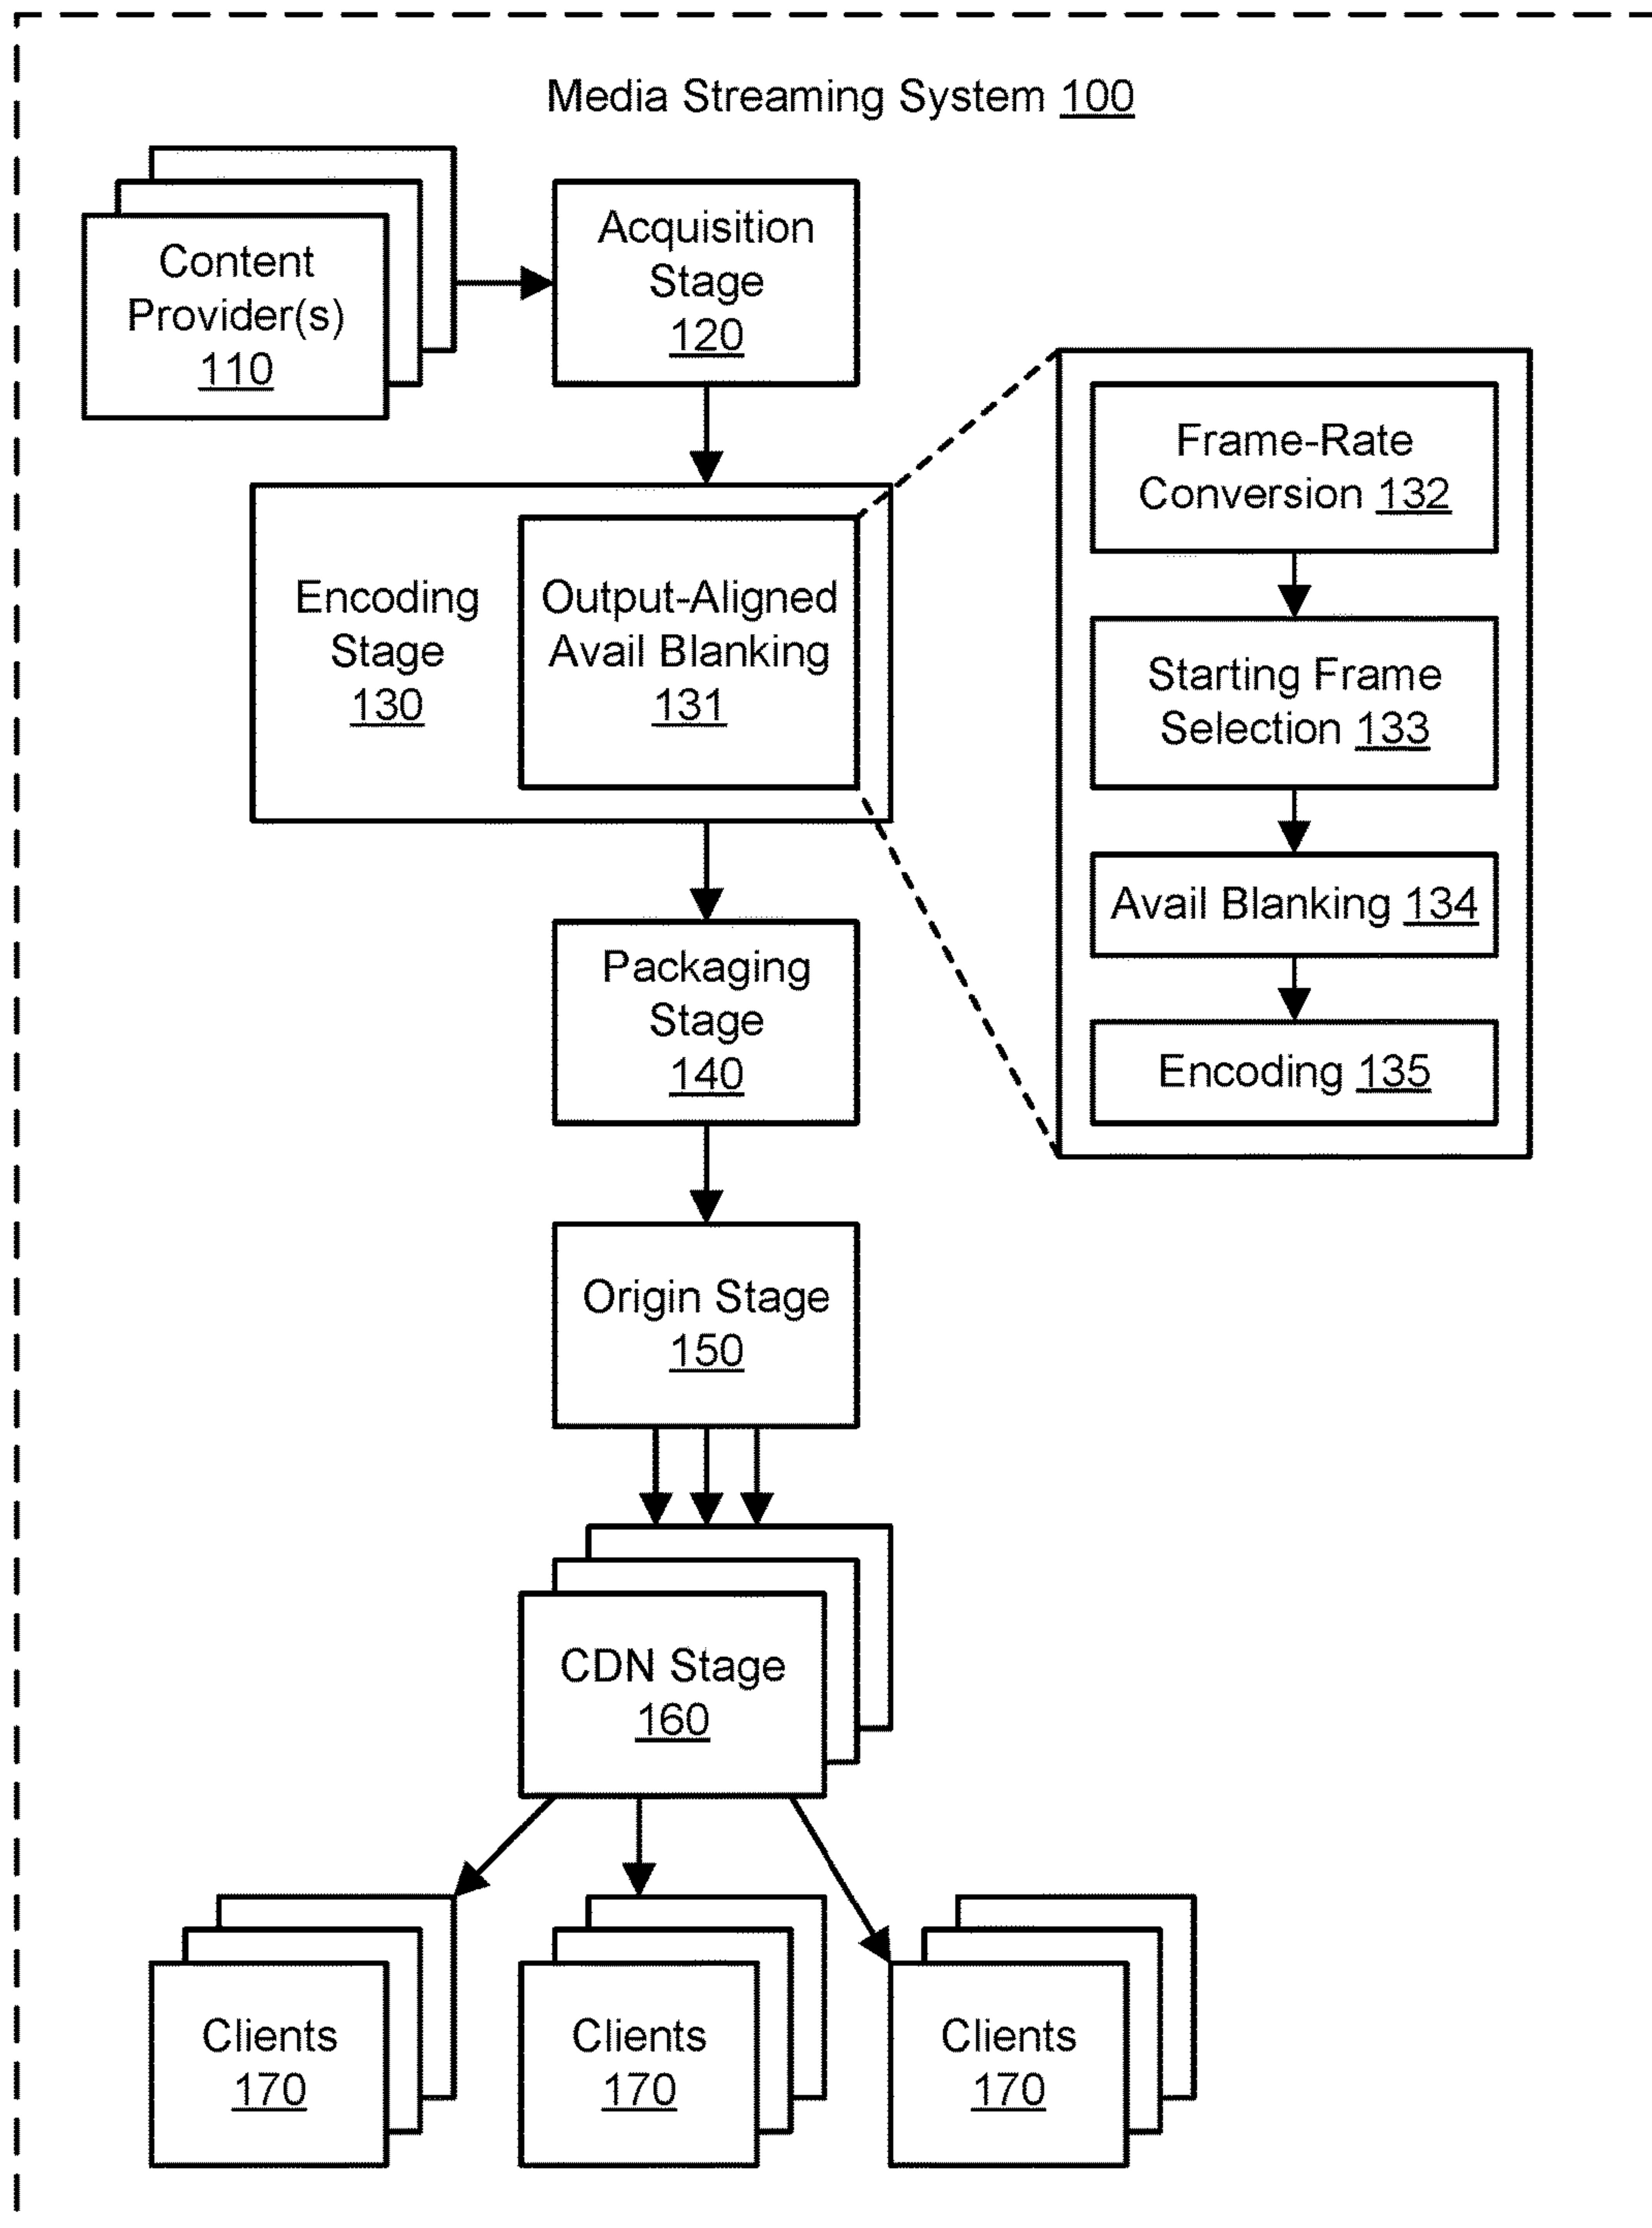 Media Streaming System 100
Content
Provider(s)
110
Acquisition
Stage
120
Encoding
Stage
130
Output-Aligned
Avail Blanking
131
Frame-Rate
Conversion 132
Starting Frame
Selection 133
Avail Blanking 134
Encoding 135
Packaging
Stage
140
Origin Stage
150
CDN Stage
160
Clients
170
Clients
170
Clients
170